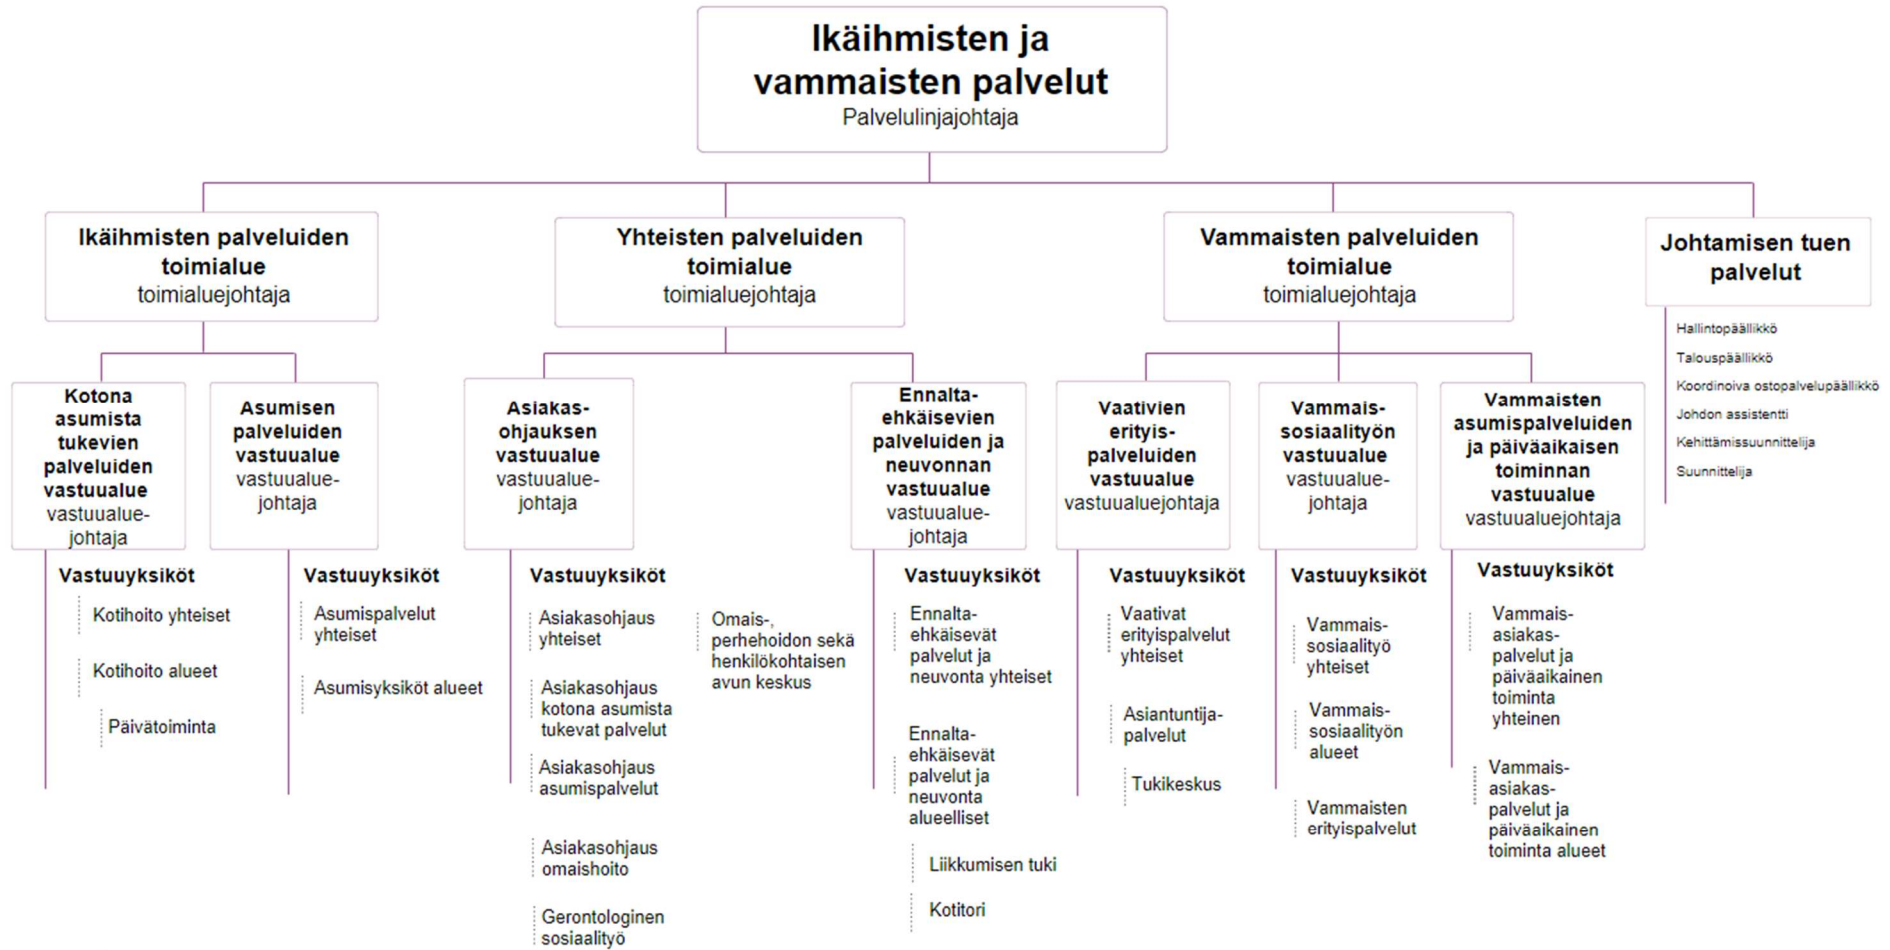 Ikäihmisten ja
vammaisten palvelut
Palvelulinjajohtaja
Ikäihmisten palveluiden
toimialue
toimialuejohtaja
Yhteisten palveluiden
toimialue
toimialuejohtaja
Vammaisten palveluiden
toimialue
toimialuejohtaja
Johtamisen tuen
palvelut
Hallintopäällikkö
Talouspäällikkö
Koordinoiva ostopalvelupäällikkö
Johdon assistentti
Kehittämissuunnittelija
Suunnittelija
Kotona
asumista
tukevien
palveluiden
vastuualue
vastuualue-
johtaja
Vastuuyksiköt
Kotihoito yhteiset
Kotihoito alueet
Päivätoiminta
Asumisen
palveluiden
vastuualue
vastuualue-
johtaja
Vastuuyksiköt
Asumispalvelut
yhteiset
Asumisyksiköt alueet
Asiakas-
ohjauksen
vastuualue
vastuualue-
johtaja
Vastuuyksiköt
Asiakasohjaus
yhteiset
Asiakasohjaus
kotona asumista
tukevat palvelut
Asiakasohjaus
asumispalvelut
Asiakasohjaus
omaishoito
Gerontologinen
sosiaalityö
Omais-,
perhehoidon sekä
henkilökohtaisen
avun keskus
Ennalta-
ehkäisevien
palveluiden ja
neuvonnan
vastuualue
vastuualue-
johtaja
Vastuuyksiköt
Ennalta-
ehkäisevät
palvelut ja
neuvonta yhteiset
Ennalta-
ehkäisevät
palvelut ja
neuvonta
alueelliset
Liikkumisen tuki
Kotitori
Vaativien
erityis-
palveluiden
vastuualue
vastuualuejohtaja
Vastuuyksiköt
Vaativat
erityispalvelut
yhteiset
Asiantuntija-
palvelut
Tukikeskus
Vammais-
sosiaalityön
vastuualue
vastuualue-
johtaja
Vastuuyksiköt
Vammais-
sosiaalityö
yhteiset
Vammais-
sosiaalityön
alueet
Vammaisten
erityispalvelut
Vammaisten
asumispalveluiden
ja päiväaikaisen
toiminnan
vastuualue
vastuualuejohtaja
Vastuuyksiköt
Vammais-
asiakas-
palvelut ja
päiväaikainen
toiminta
yhteinen
Vammais-
asiakas-
palvelut ja
päiväaikainen
toiminta alueet